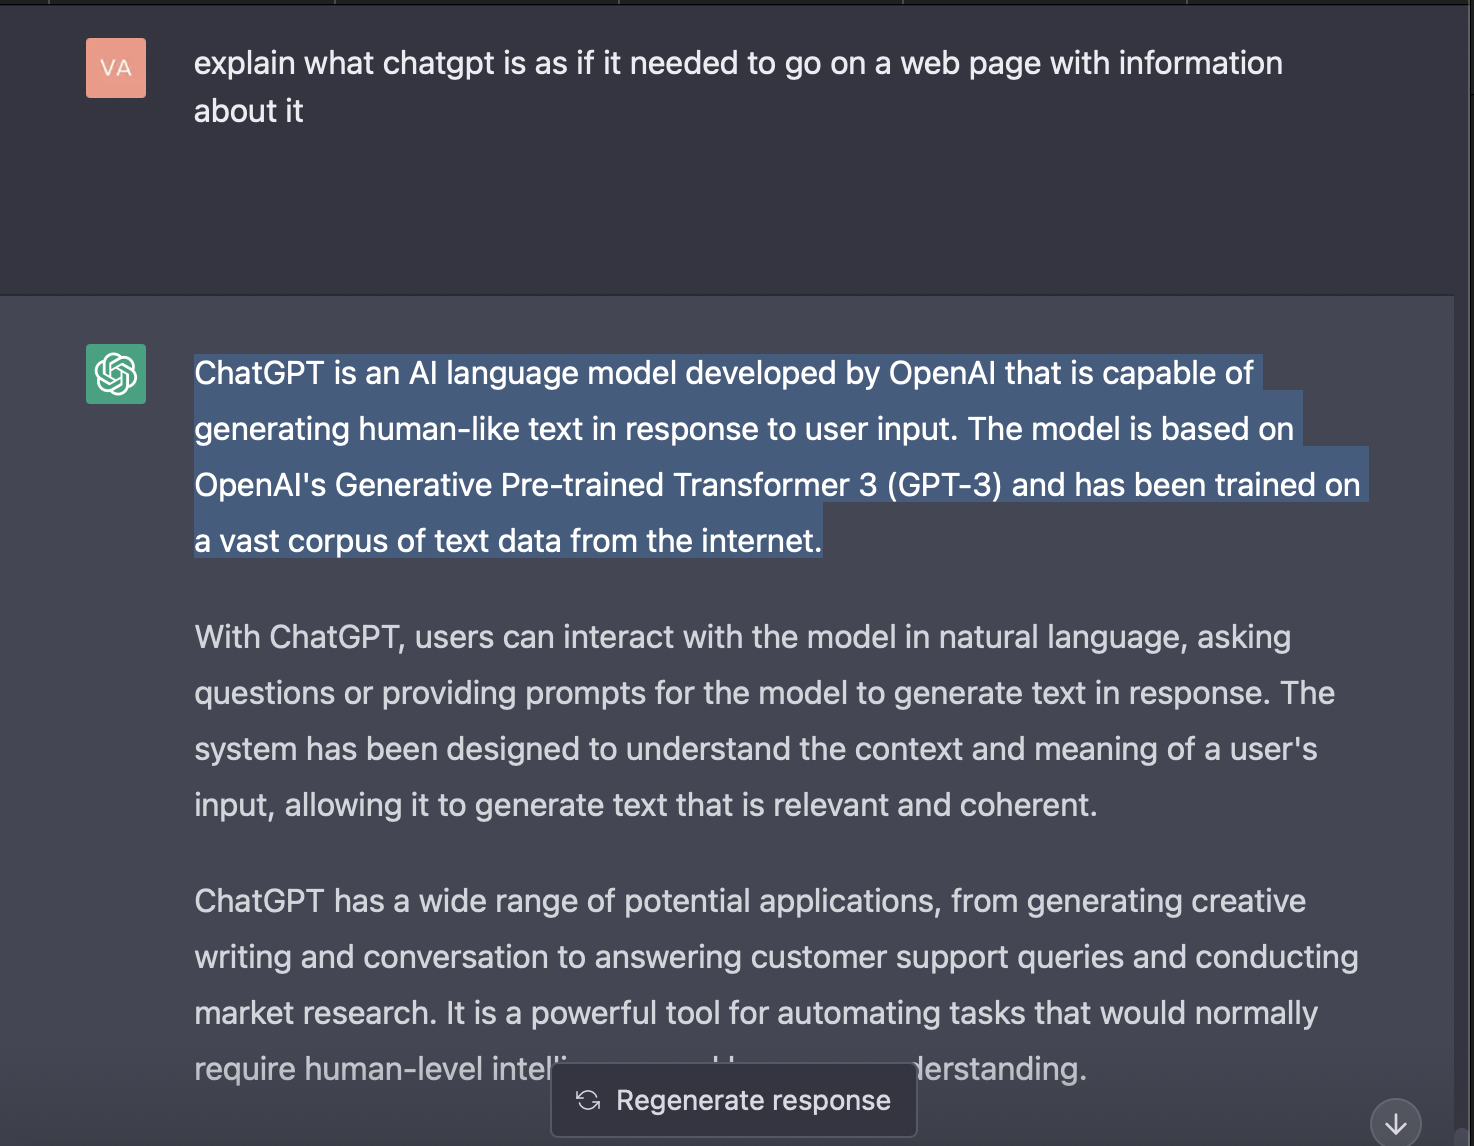 VA
explain what chatgpt is as if it needed to go on a web page with information
about it
ChatGPT is an AI language model developed by OpenAI that is capable of
generating human-like text in response to user input. The model is based on
OpenAI's Generative Pre-trained Transformer 3 (GPT-3) and has been trained on
a vast corpus of text data from the internet.
With ChatGPT, users can interact with the model in natural language, asking
questions or providing prompts for the model to generate text in response. The
system has been designed to understand the context and meaning of a user's
input, allowing it to generate text that is relevant and coherent.
ChatGPT has a wide range of potential applications, from generating creative
writing and conversation to answering customer support queries and conducting
market research. It is a powerful tool for automating tasks that would normally
require human-level
Regenerate response